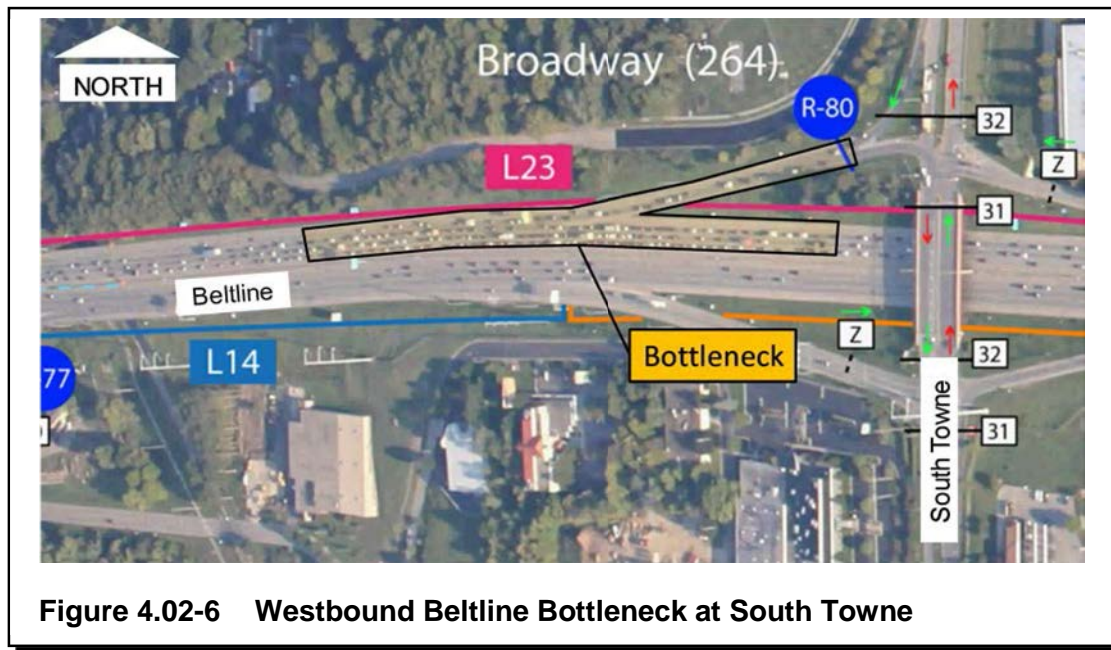 NORTH
Broadway (264)
R-80
32
Z
L23
31
Beltline
Z
Bottleneck
32
L14
-77
31
South Towne
Figure 4.02-6 Westbound Beltline Bottleneck at South Towne